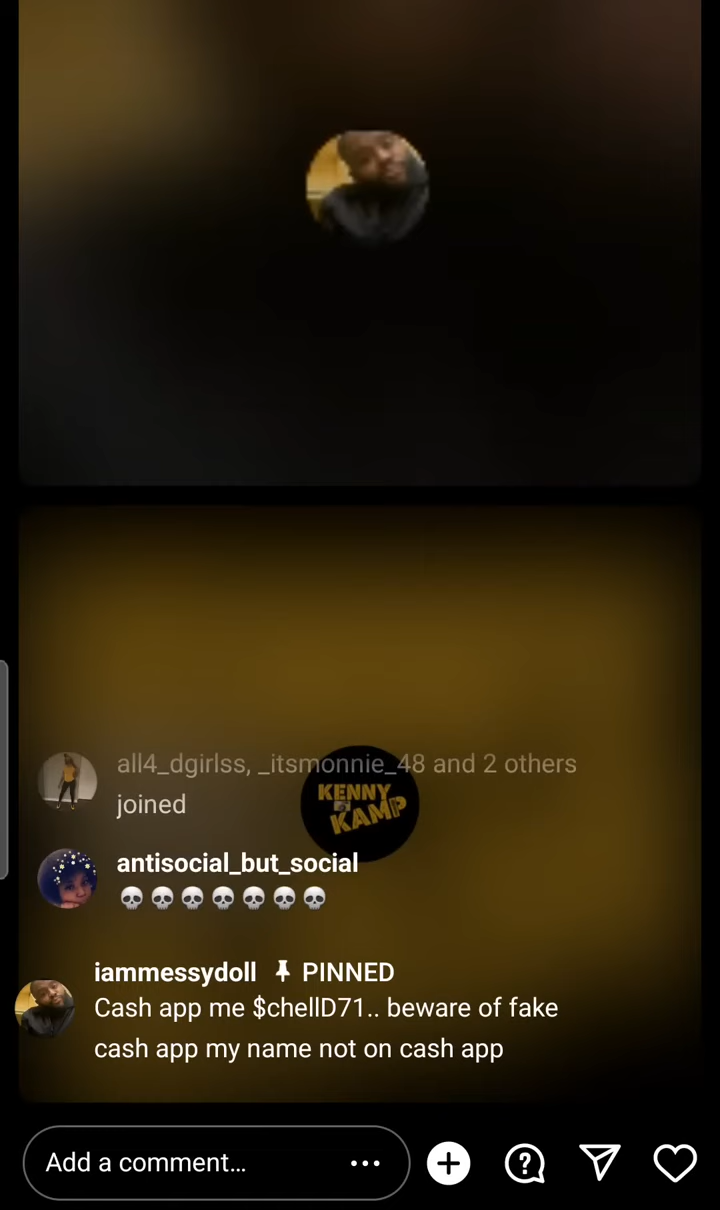 all4_dgirlss, _itsmonnie_48 and 2 others
joined
KENNY
KAMP
antisocial_but_social
💀💀💀💀💀💀💀
iammessydoll 📌 PINNED
Cash app me $chellD71.. beware of fake
cash app my name not on cash app
Add a comment...